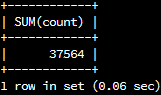 +------------+
| SUM(count) |
+------------+
|      37564 |
+------------+
1 row in set (0.06 sec)